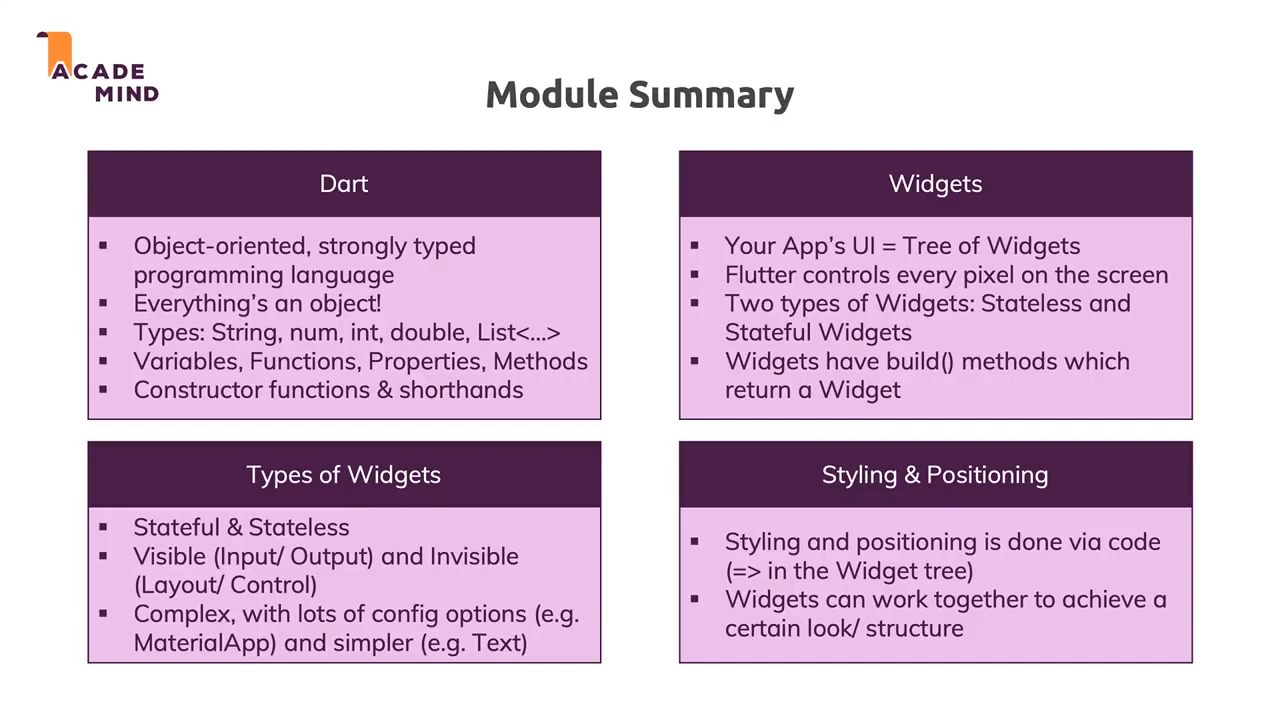 ACADE
MIND
Module Summary
Dart
▪ Object-oriented, strongly typed
programming language
▪ Everything’s an object!
▪ Types: String, num, int, double, List<...>
▪ Variables, Functions, Properties, Methods
▪ Constructor functions & shorthands
Widgets
▪ Your App’s UI = Tree of Widgets
▪ Flutter controls every pixel on the screen
▪ Two types of Widgets: Stateless and
Stateful Widgets
▪ Widgets have build() methods which
return a Widget
Types of Widgets
▪ Stateful & Stateless
▪ Visible (Input/ Output) and Invisible
(Layout/ Control)
▪ Complex, with lots of config options (e.g.
MaterialApp) and simpler (e.g. Text)
Styling & Positioning
▪ Styling and positioning is done via code
(=> in the Widget tree)
▪ Widgets can work together to achieve a
certain look/ structure